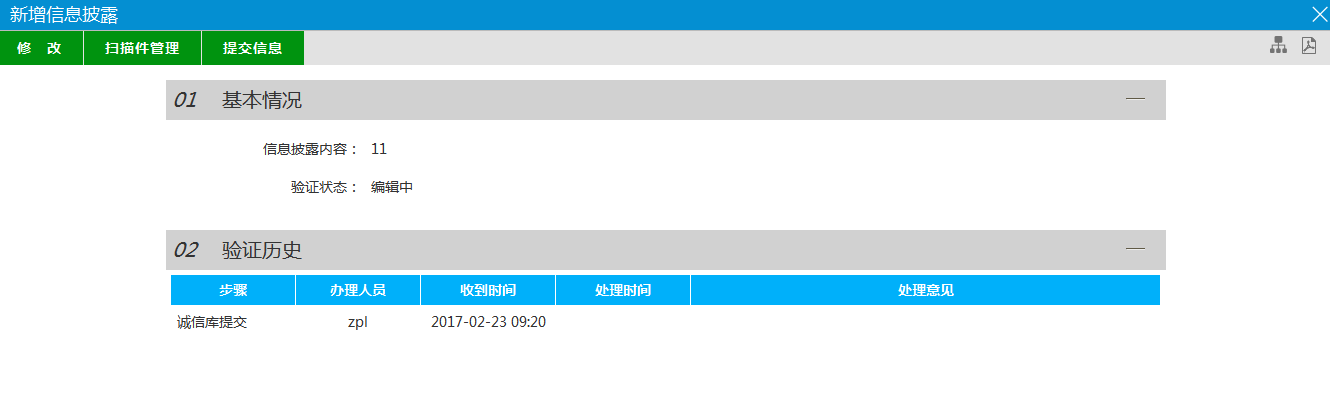 新增信息披露
修 改 扫描件管理 提交信息
01 基本情况
信息披露内容： 11
验证状态： 编辑中
02 验证历史
步骤 办理人员 收到时间 处理时间 处理意见
诚信库提交 zpl 2017-02-23 09:20